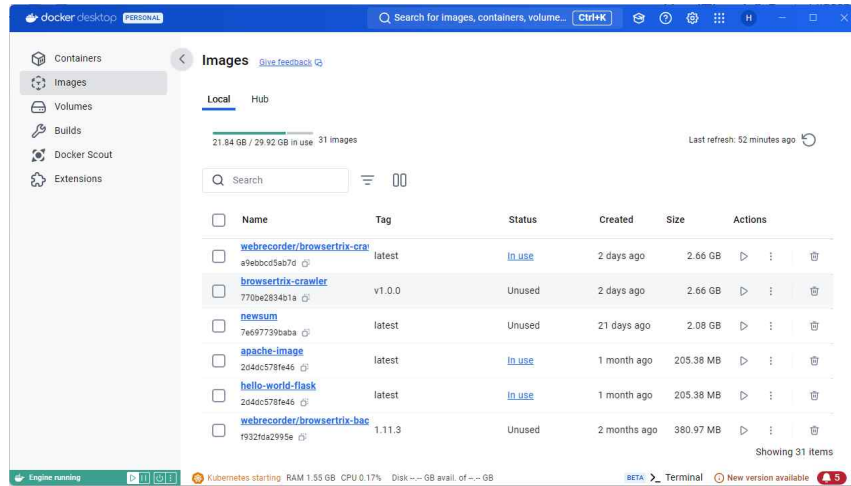 docker desktop PERSONAL
Search for images, containers, volume... Ctrl+K
H
Containers
Images
Volumes
Builds
Docker Scout
Extensions
Images Give feedback
Local Hub
21.84 GB / 29.92 GB in use 31 images
Last refresh: 52 minutes ago
Search
Name Tag Status Created Size Actions
webrecorder/browsertrix-cra
latest In use 2 days ago 2.66 GB
a9ebbcd5ab7d
browsertrix-crawler
v1.0.0 Unused 2 days ago 2.66 GB
770be2834b1a
newsum
latest Unused 21 days ago 2.08 GB
7e697739baba
apache-image
latest In use 1 month ago 205.38 MB
2d4dc578fe46
hello-world-flask
latest In use 1 month ago 205.38 MB
2d4dc578fe46
webrecorder/browsertrix-bac
1.11.3 Unused 2 months ago 380.97 MB
f932fda2995e
Showing 31 items
Engine running
Kubernetes starting RAM 1.55 GB CPU 0.17% Disk --.-- GB avail. of --.-- GB
BETA >_ Terminal New version available 5